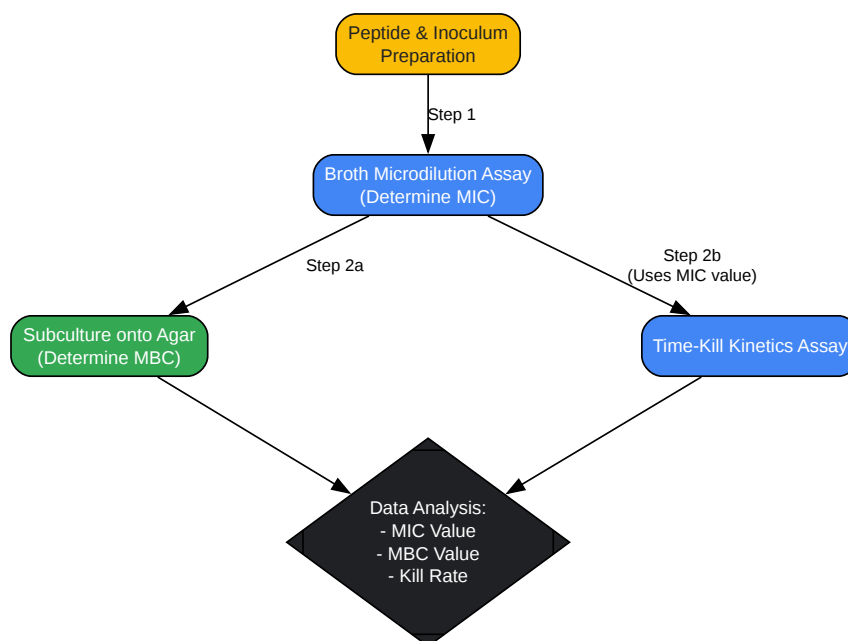 Peptide & Inoculum
Preparation
Step 1
Broth Microdilution Assay
(Determine MIC)
Step 2a
Step 2b
(Uses MIC value)
Subculture onto Agar
(Determine MBC)
Time-Kill Kinetics Assay
Data Analysis:
- MIC Value
- MBC Value
- Kill Rate